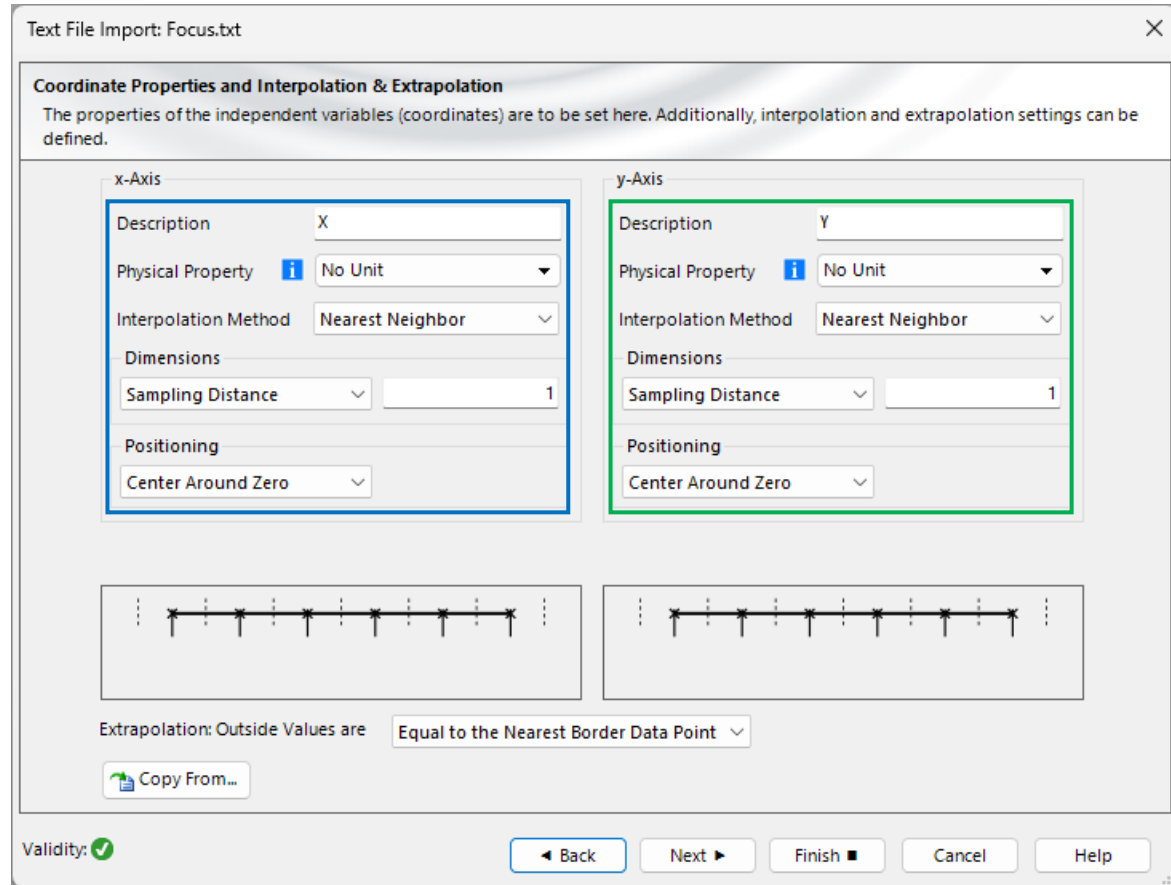 Text File Import: Focus.txt
Coordinate Properties and Interpolation & Extrapolation
The properties of the independent variables (coordinates) are to be set here. Additionally, interpolation and extrapolation settings can be
defined.
x-Axis
Description X
Physical Property i No Unit
Interpolation Method Nearest Neighbor
Dimensions
Sampling Distance 1
Positioning
Center Around Zero
y-Axis
Description Y
Physical Property i No Unit
Interpolation Method Nearest Neighbor
Dimensions
Sampling Distance 1
Positioning
Center Around Zero
Extrapolation: Outside Values are Equal to the Nearest Border Data Point
Copy From...
Validity: Back Next Finish Cancel Help